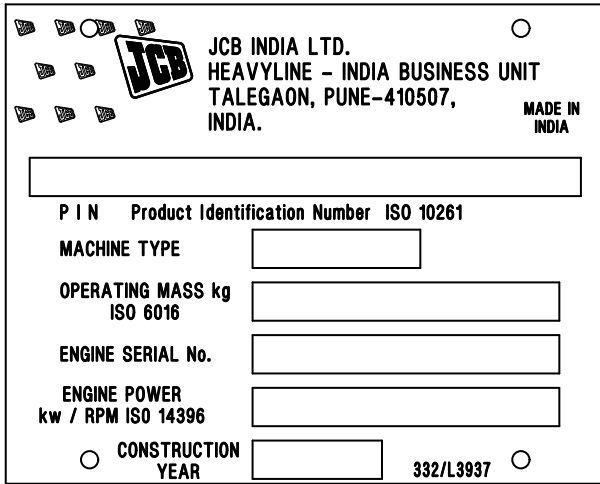 JCB
JCB INDIA LTD.
HEAVYLINE - INDIA BUSINESS UNIT
TALEGAON, PUNE-410507,
INDIA.
MADE IN
INDIA
P I N Product Identification Number ISO 10261
MACHINE TYPE
OPERATING MASS kg
ISO 6016
ENGINE SERIAL No.
ENGINE POWER
kw / RPM ISO 14396
CONSTRUCTION
YEAR
332/L3937